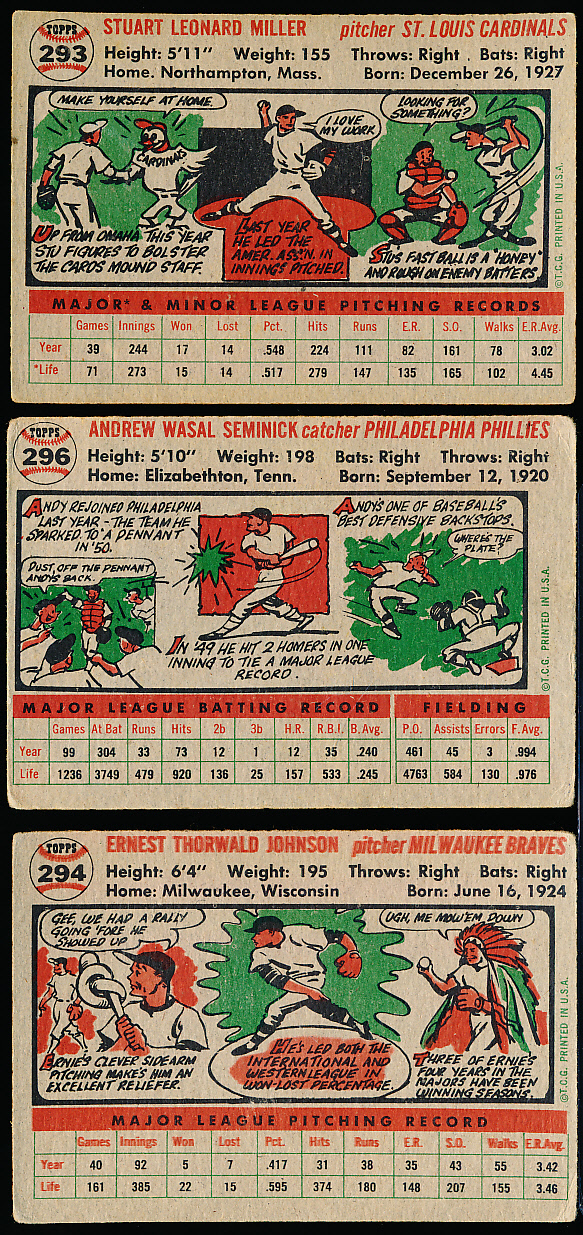 TOPPS
293
STUART LEONARD MILLER pitcher ST. LOUIS CARDINALS
Height: 5'11" Weight: 155 Throws: Right Bats: Right
Home. Northampton, Mass. Born: December 26, 1927
MAKE YOURSELF AT HOME.
CARDINALS
I LOVE
MY WORK
LOOKING FOR
SOMETHING?
UP FROM OMAHA THIS YEAR
STU FIGURES TO BOLSTER
THE CARDS MOUND STAFF.
LAST YEAR
HE LED THE
AMER. ASS'N. IN
INNINGS PITCHED.
STU'S FAST BALL IS A "HONEY"
AND ROUGH ON ENEMY BATTERS.
©T.C.G. PRINTED IN U.S.A.
MAJOR* & MINOR LEAGUE PITCHING RECORDS
Games Innings Won Lost Pct. Hits Runs E.R. S.O. Walks E.R.Avg.
Year 39 244 17 14 .548 224 111 82 161 78 3.02
*Life 71 273 15 14 .517 279 147 135 165 102 4.45
TOPPS
296
ANDREW WASAL SEMINICK catcher PHILADELPHIA PHILLIES
Height: 5'10" Weight: 198 Bats: Right Throws: Right
Home: Elizabethton, Tenn. Born: September 12, 1920
ANDY REJOINED PHILADELPHIA
LAST YEAR - THE TEAM HE
SPARKED TO A PENNANT
IN '50.
DUST OFF THE PENNANT
ANDY'S BACK.
IN '49 HE HIT 2 HOMERS IN ONE
INNING TO TIE A MAJOR LEAGUE
RECORD.
ANDY'S ONE OF BASEBALL'S
BEST DEFENSIVE BACKSTOPS.
WHERE'S THE
PLATE?
©T.C.G. PRINTED IN U.S.A.
MAJOR LEAGUE BATTING RECORD FIELDING
Games At Bat Runs Hits 2b 3b H.R. R.B.I. B.Avg. P.O. Assists Errors F.Avg.
Year 99 304 33 73 12 1 12 35 .240 461 45 3 .994
Life 1236 3749 479 920 136 25 157 533 .245 4763 584 130 .976
TOPPS
294
ERNEST THORWALD JOHNSON pitcher MILWAUKEE BRAVES
Height: 6'4" Weight: 195 Throws: Right Bats: Right
Home: Milwaukee, Wisconsin Born: June 16, 1924
GEE, WE HAD A RALLY
GOING 'FORE HE
SHOWED UP
UGH, ME MOW'EM DOWN
ERNIE'S CLEVER SIDEARM
PITCHING MAKES HIM AN
EXCELLENT RELIEFER.
HE'S LED BOTH THE
INTERNATIONAL AND
WESTERN LEAGUE IN
WON-LOST PERCENTAGE.
THREE OF ERNIE'S
FOUR YEARS IN THE
MAJORS HAVE BEEN
WINNING SEASONS.
©T.C.G. PRINTED IN U.S.A.
MAJOR LEAGUE PITCHING RECORD
Games Innings Won Lost Pct. Hits Runs E.R. S.O. Walks E.R.Avg.
Year 40 92 5 7 .417 31 38 35 43 55 3.42
Life 161 385 22 15 .595 374 180 148 207 155 3.46